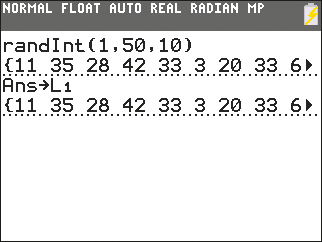 NORMAL FLOAT AUTO REAL RADIAN MP
randInt(1,50,10)
{11 35 28 42 33 3 20 33 6▶
Ans→L₁
{11 35 28 42 33 3 20 33 6▶